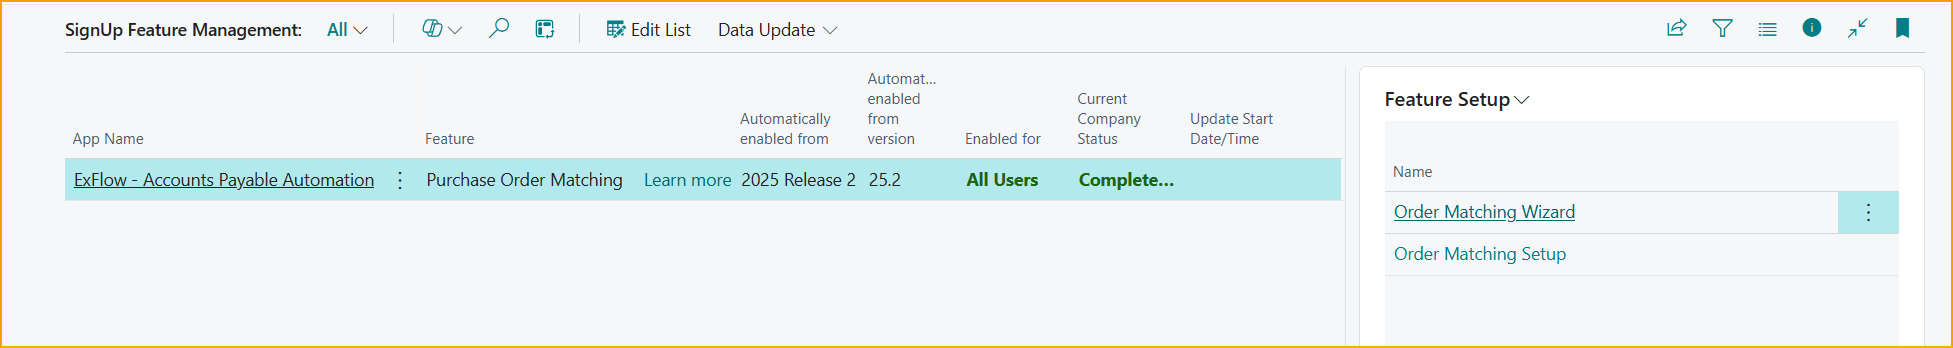 SignUp Feature Management: All Edit List Data Update
Feature Setup
App Name Feature Automatically enabled from Automat... enabled from version Enabled for Current Company Status Update Start Date/Time
ExFlow - Accounts Payable Automation Purchase Order Matching Learn more 2025 Release 2 25.2 All Users Complete...
Name
Order Matching Wizard
Order Matching Setup